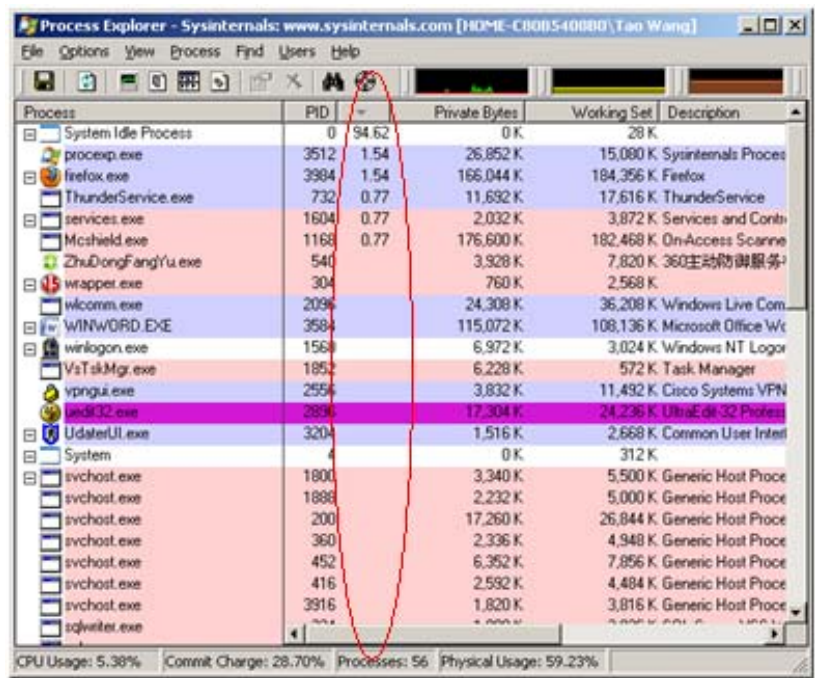 Process Explorer - Sysinternals: www.sysinternals.com [HOME-C80B5400B0\Tao Wang]
File Options View Process Find Users Help
Process PID Private Bytes Working Set Description
System Idle Process 0 94.62 0 K 28 K
procexp.exe 3512 1.54 26,852 K 15,080 K Sysinternals Proces
firefox.exe 3984 1.54 166,044 K 184,356 K Firefox
ThunderService.exe 732 0.77 11,692 K 17,616 K ThunderService
services.exe 1604 0.77 2,032 K 3,872 K Services and Contr
Mcshield.exe 1168 0.77 176,600 K 182,468 K On-Access Scanne
ZhuDongFangYu.exe 540 3,928 K 7,820 K 360主动防御服务
wrapper.exe 304 760 K 2,568 K
wlcomm.exe 2096 24,308 K 36,208 K Windows Live Com
WINWORD.EXE 3584 115,072 K 108,136 K Microsoft Office Wo
winlogon.exe 1568 6,972 K 3,024 K Windows NT Logor
VsTskMgr.exe 1852 6,228 K 572 K Task Manager
vpngui.exe 2556 3,832 K 11,492 K Cisco Systems VPN
uedit32.exe 2896 17,304 K 24,236 K UltraEdit-32 Profess
UdaterUI.exe 3204 1,516 K 2,668 K Common User Interf
System 4 0 K 312 K
svchost.exe 1800 3,340 K 5,500 K Generic Host Proce
svchost.exe 1888 2,232 K 5,000 K Generic Host Proce
svchost.exe 200 17,260 K 26,844 K Generic Host Proce
svchost.exe 360 2,336 K 4,948 K Generic Host Proce
svchost.exe 452 6,352 K 7,856 K Generic Host Proce
svchost.exe 416 2,592 K 4,484 K Generic Host Proce
svchost.exe 3916 1,820 K 3,816 K Generic Host Proce
sqlwriter.exe
CPU Usage: 5.38% Commit Charge: 28.70% Processes: 56 Physical Usage: 59.23%